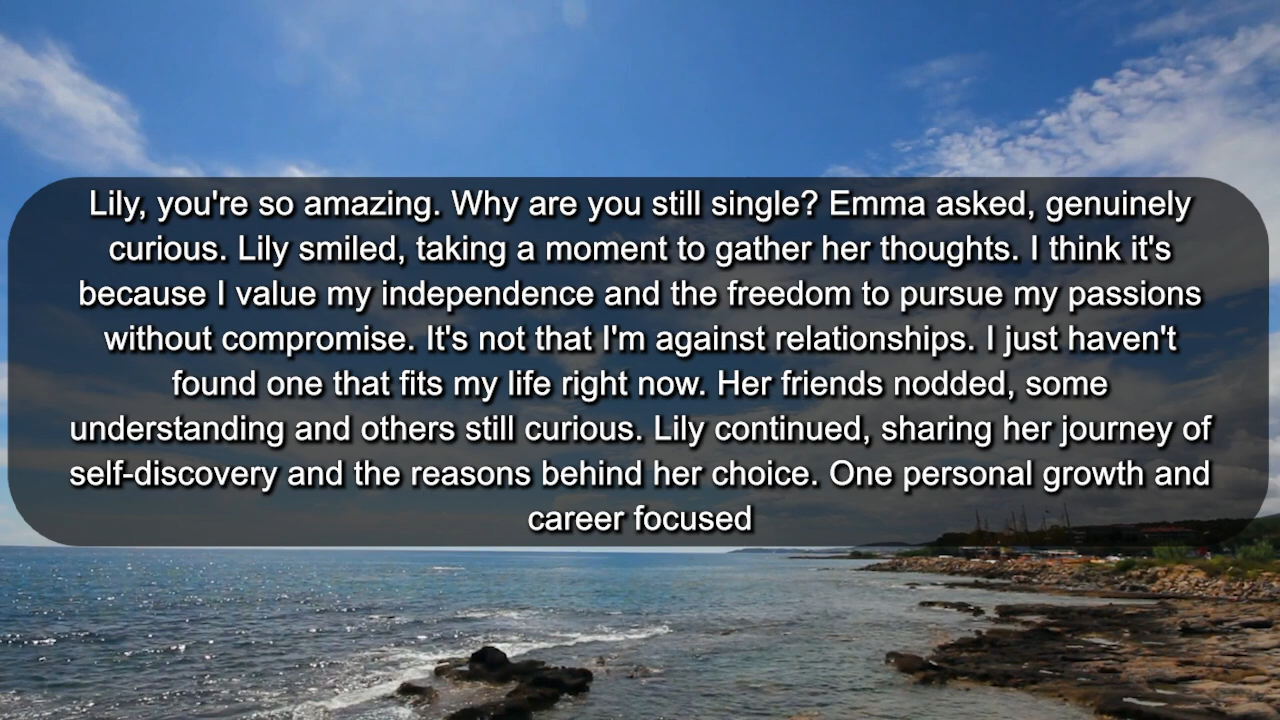 Lily, you're so amazing. Why are you still single? Emma asked, genuinely
curious. Lily smiled, taking a moment to gather her thoughts. I think it's
because I value my independence and the freedom to pursue my passions
without compromise. It's not that I'm against relationships. I just haven't
found one that fits my life right now. Her friends nodded, some
understanding and others still curious. Lily continued, sharing her journey of
self-discovery and the reasons behind her choice. One personal growth and
career focused